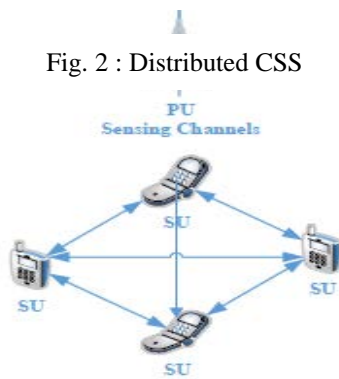 Fig. 2 : Distributed CSS
PU
Sensing Channels
SU
SU
SU
SU